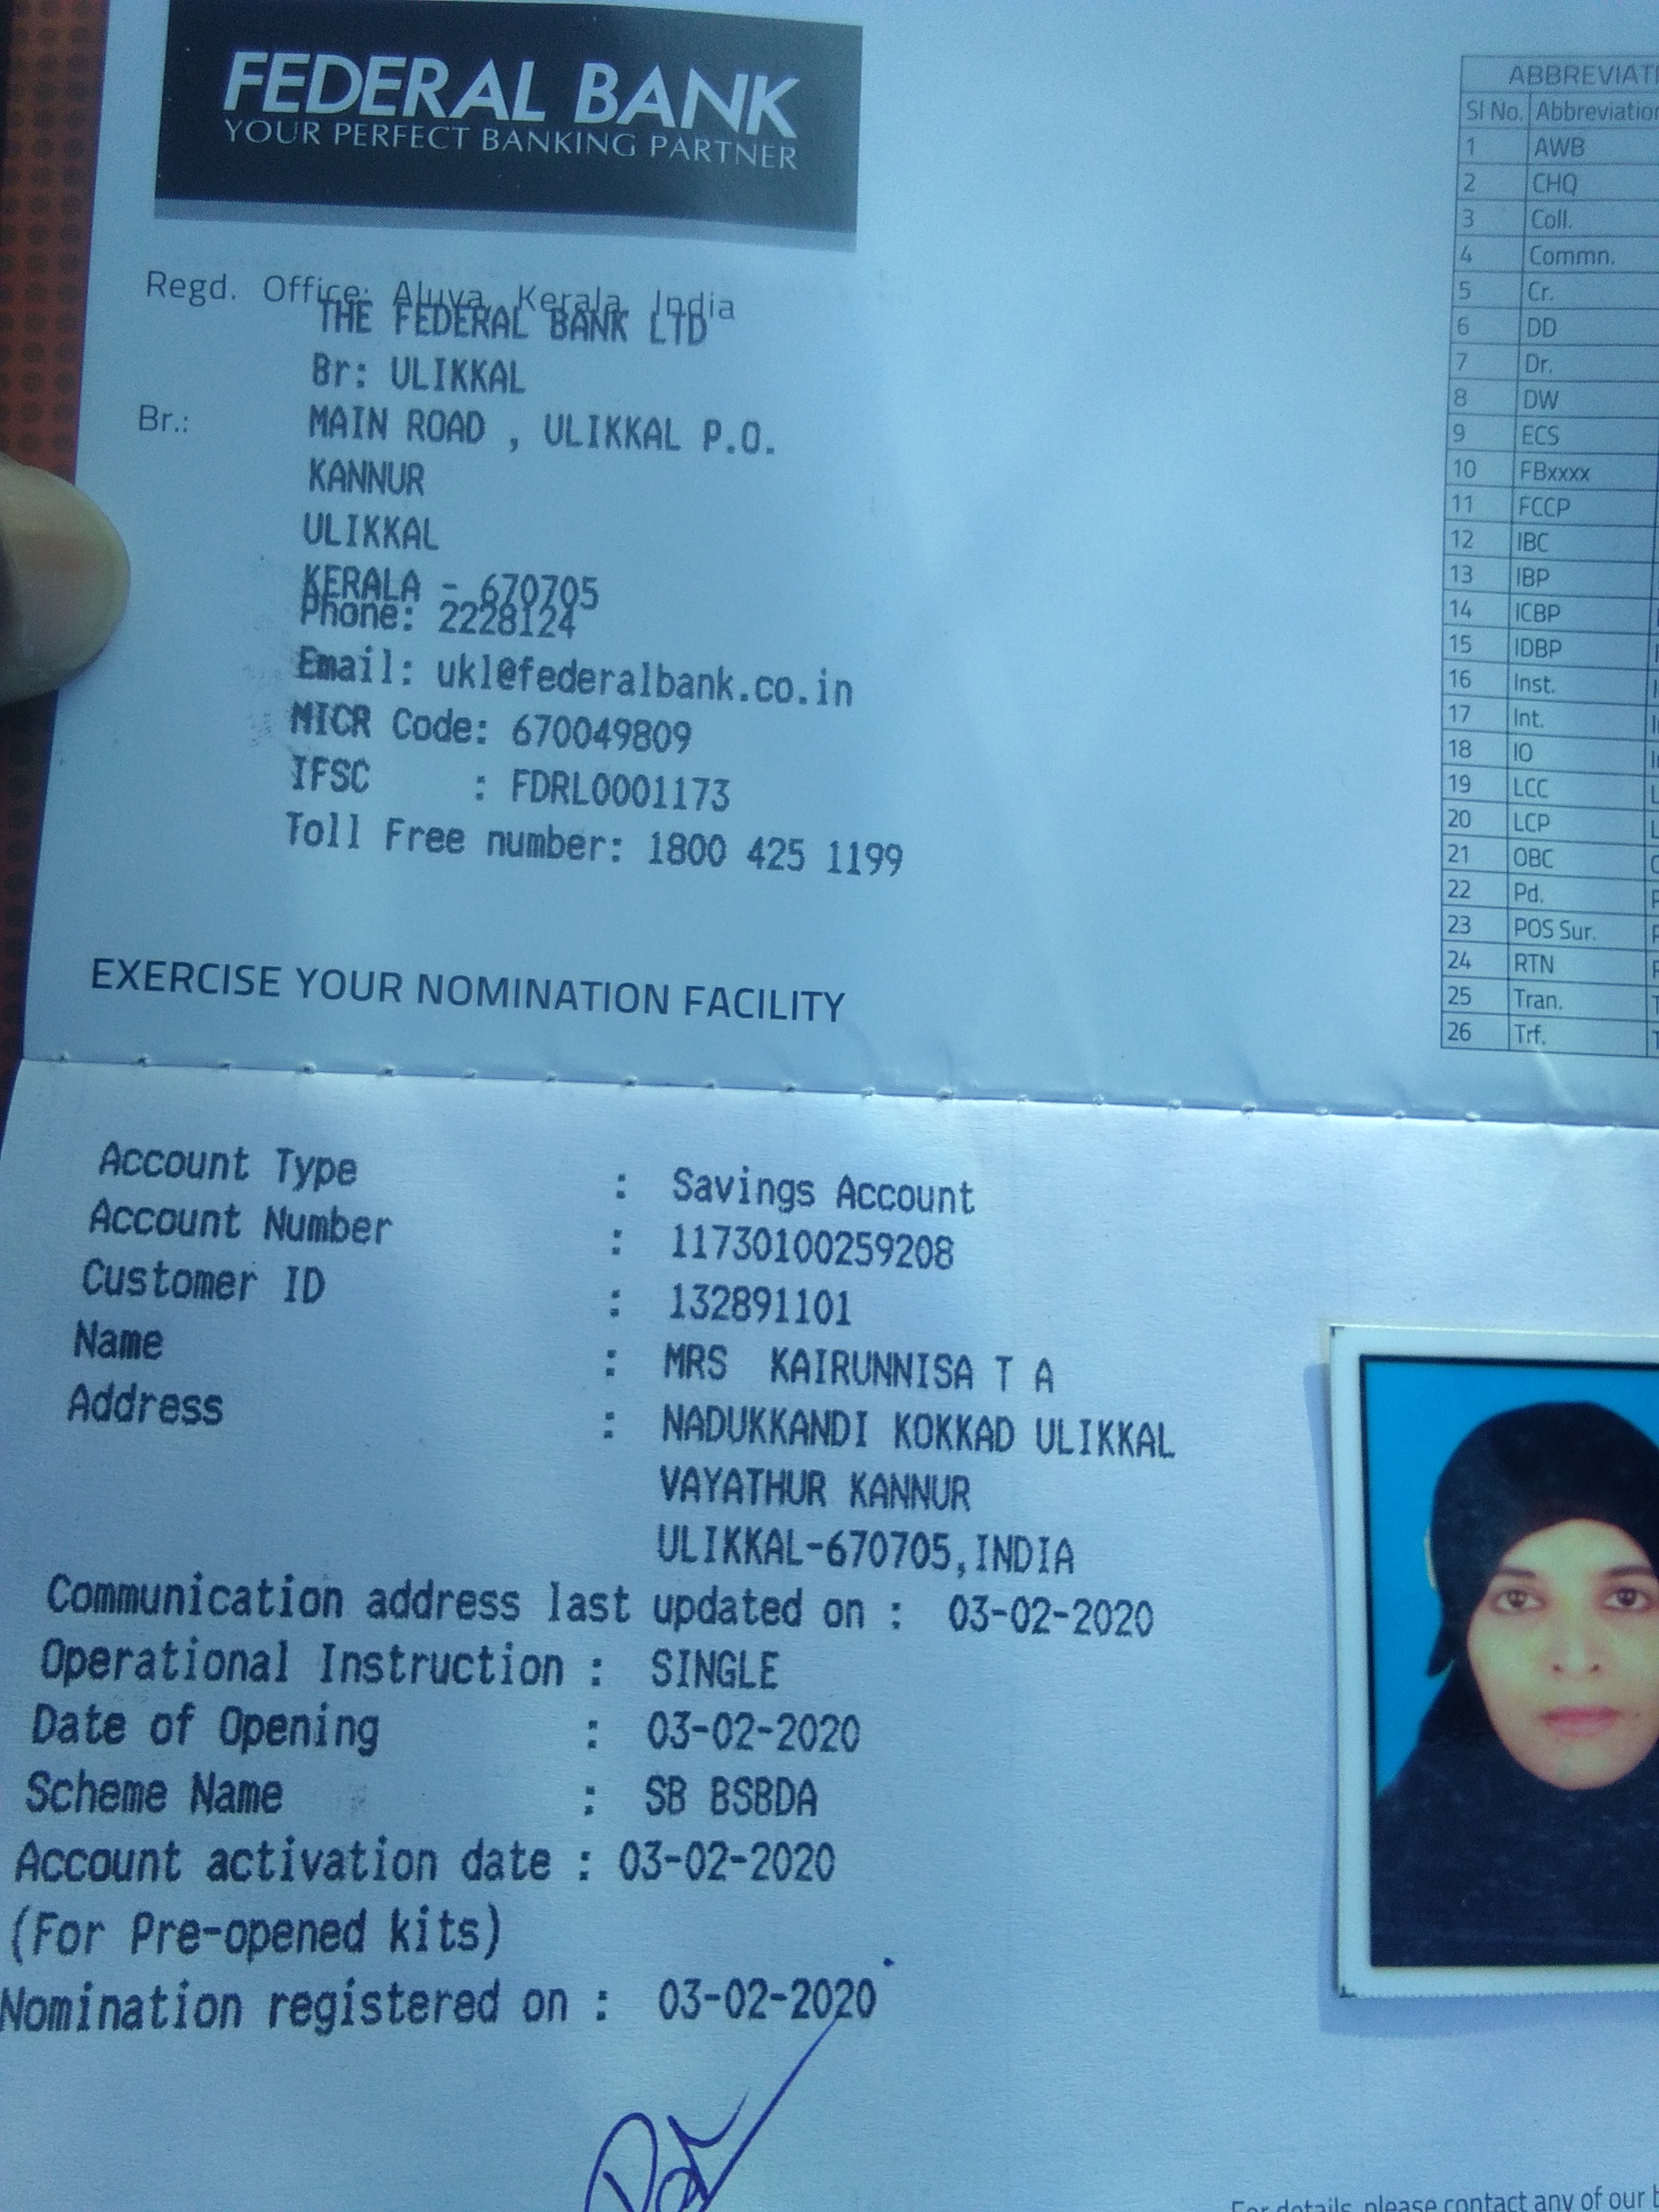 FEDERAL BANK
YOUR PERFECT BANKING PARTNER
Regd. Office: Aluva, Kerala, India
THE FEDERAL BANK LTD
Br: ULIKKAL
Br.: MAIN ROAD , ULIKKAL P.O.
KANNUR
ULIKKAL
KERALA - 670705
Phone: 2228124
Email: ukl@federalbank.co.in
MICR Code: 670049809
IFSC : FDRL0001173
Toll Free number: 1800 425 1199
EXERCISE YOUR NOMINATION FACILITY
Sl No. Abbreviation
1 AWB
2 CHQ
3 Coll.
4 Commn.
5 Cr.
6 DD
7 Dr.
8 DW
9 ECS
10 FBxxxx
11 FCCP
12 IBC
13 IBP
14 ICBP
15 IDBP
16 Inst.
17 Int.
18 IO
19 LCC
20 LCP
21 OBC
22 Pd.
23 POS Sur.
24 RTN
25 Tran.
26 Trf.
Account Type : Savings Account
Account Number : 11730100259208
Customer ID : 132891101
Name : MRS KAIRUNNISA T A
Address : NADUKKANDI KOKKAD ULIKKAL
VAYATHUR KANNUR
ULIKKAL-670705,INDIA
Communication address last updated on : 03-02-2020
Operational Instruction : SINGLE
Date of Opening : 03-02-2020
Scheme Name : SB BSBDA
Account activation date : 03-02-2020
(For Pre-opened kits)
Nomination registered on : 03-02-2020
For details, please contact any of our